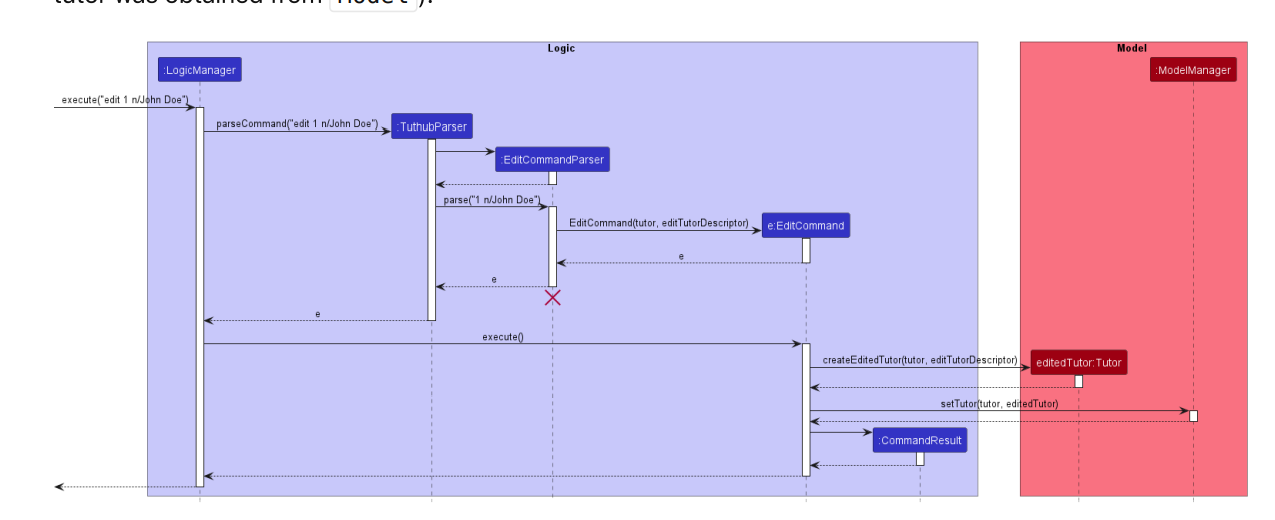 tutor was obtained from Model ).
Logic
Model
:LogicManager
:ModelManager
execute("edit 1 n/John Doe")
parseCommand("edit 1 n/John Doe")
:TuthubParser
:EditCommandParser
parse("1 n/John Doe")
EditCommand(tutor, editTutorDescriptor)
e:EditCommand
e
e
e
execute()
createEditedTutor(tutor, editTutorDescriptor)
editedTutor:Tutor
setTutor(tutor, editedTutor)
:CommandResult